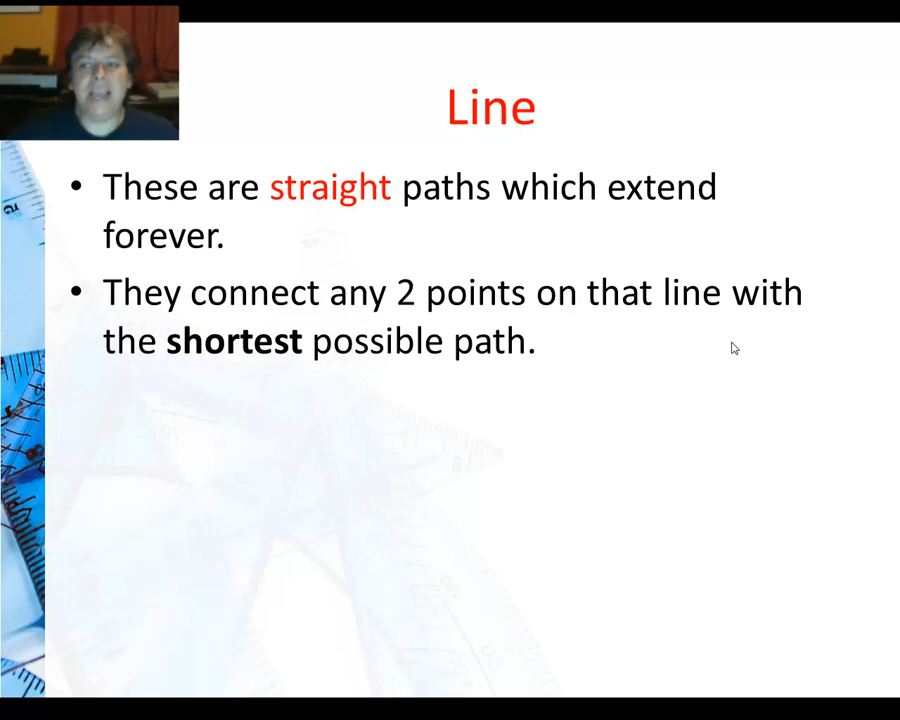 Line
• These are straight paths which extend
forever.
• They connect any 2 points on that line with
the shortest possible path.